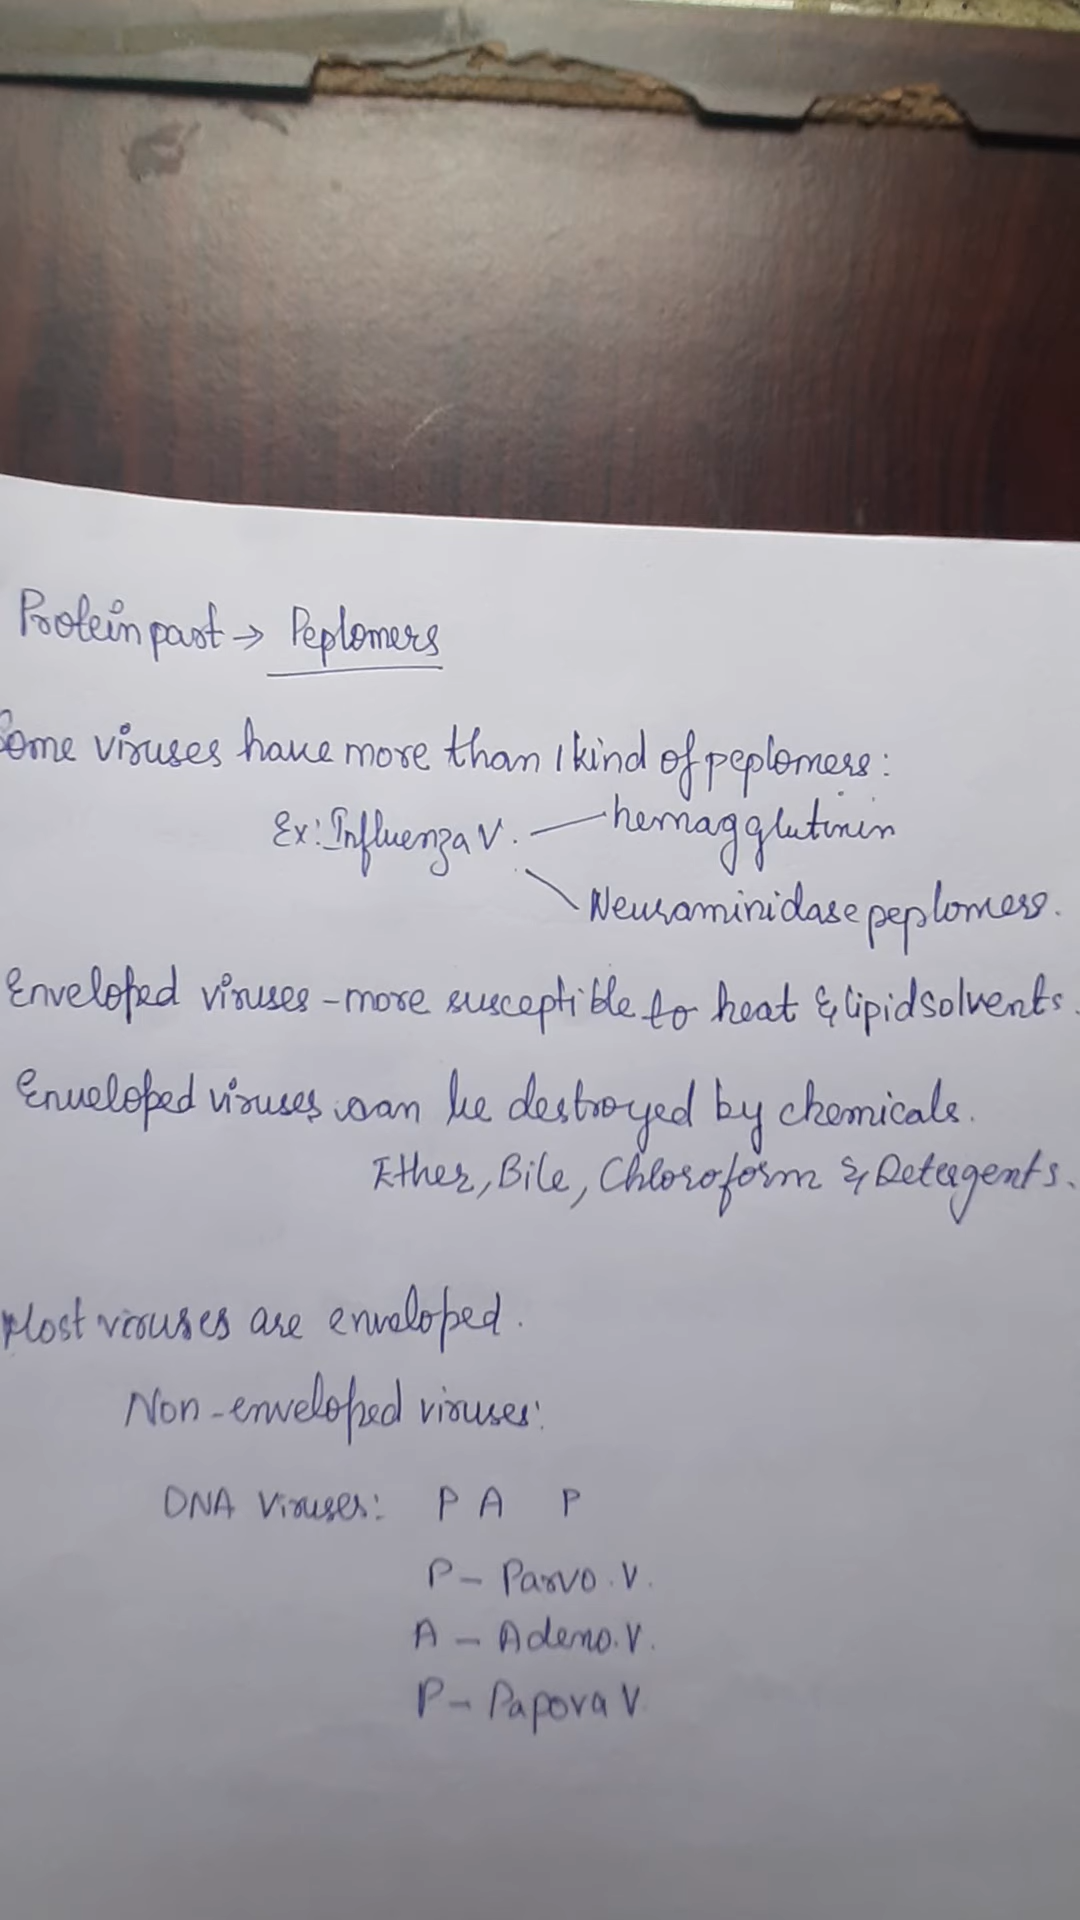 Protein part → Peplomers
Some viruses have more than 1 kind of peplomers:
Ex: Influenza V. — hemagglutinin
Neuraminidase peplomers.
Enveloped viruses - more susceptible to heat & lipid solvents.
Enveloped viruses can be destroyed by chemicals.
Ether, Bile, Chloroform & Detergents.
Most viruses are enveloped.
Non-enveloped viruses:
DNA Viruses: P A P
P - Parvo. V.
A - Adeno. V.
P - Papova V.